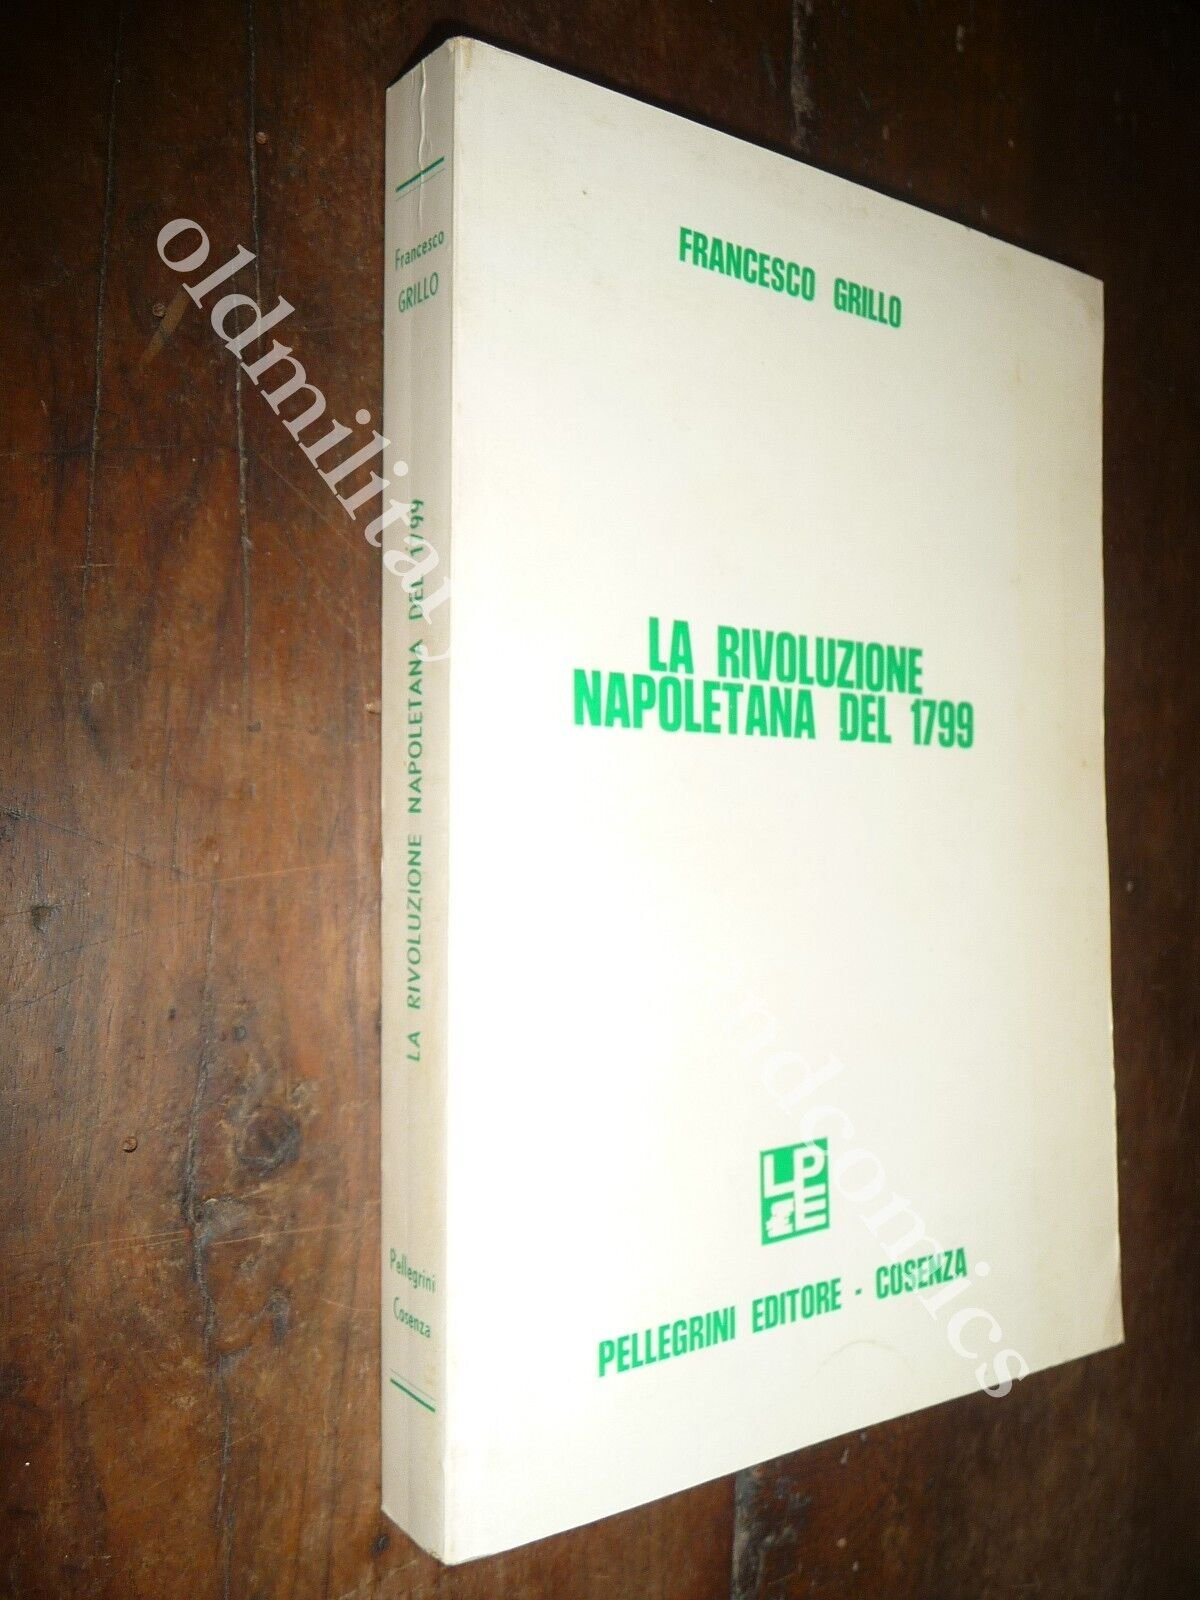 FRANCESCO GRILLO
LA RIVOLUZIONE
NAPOLETANA DEL 1799
LPE
PELLEGRINI EDITORE - COSENZA
Francesco
GRILLO
LA RIVOLUZIONE NAPOLETANA DEL 1799
Pellegrini
Cosenza
oldmilitary
ndcomics